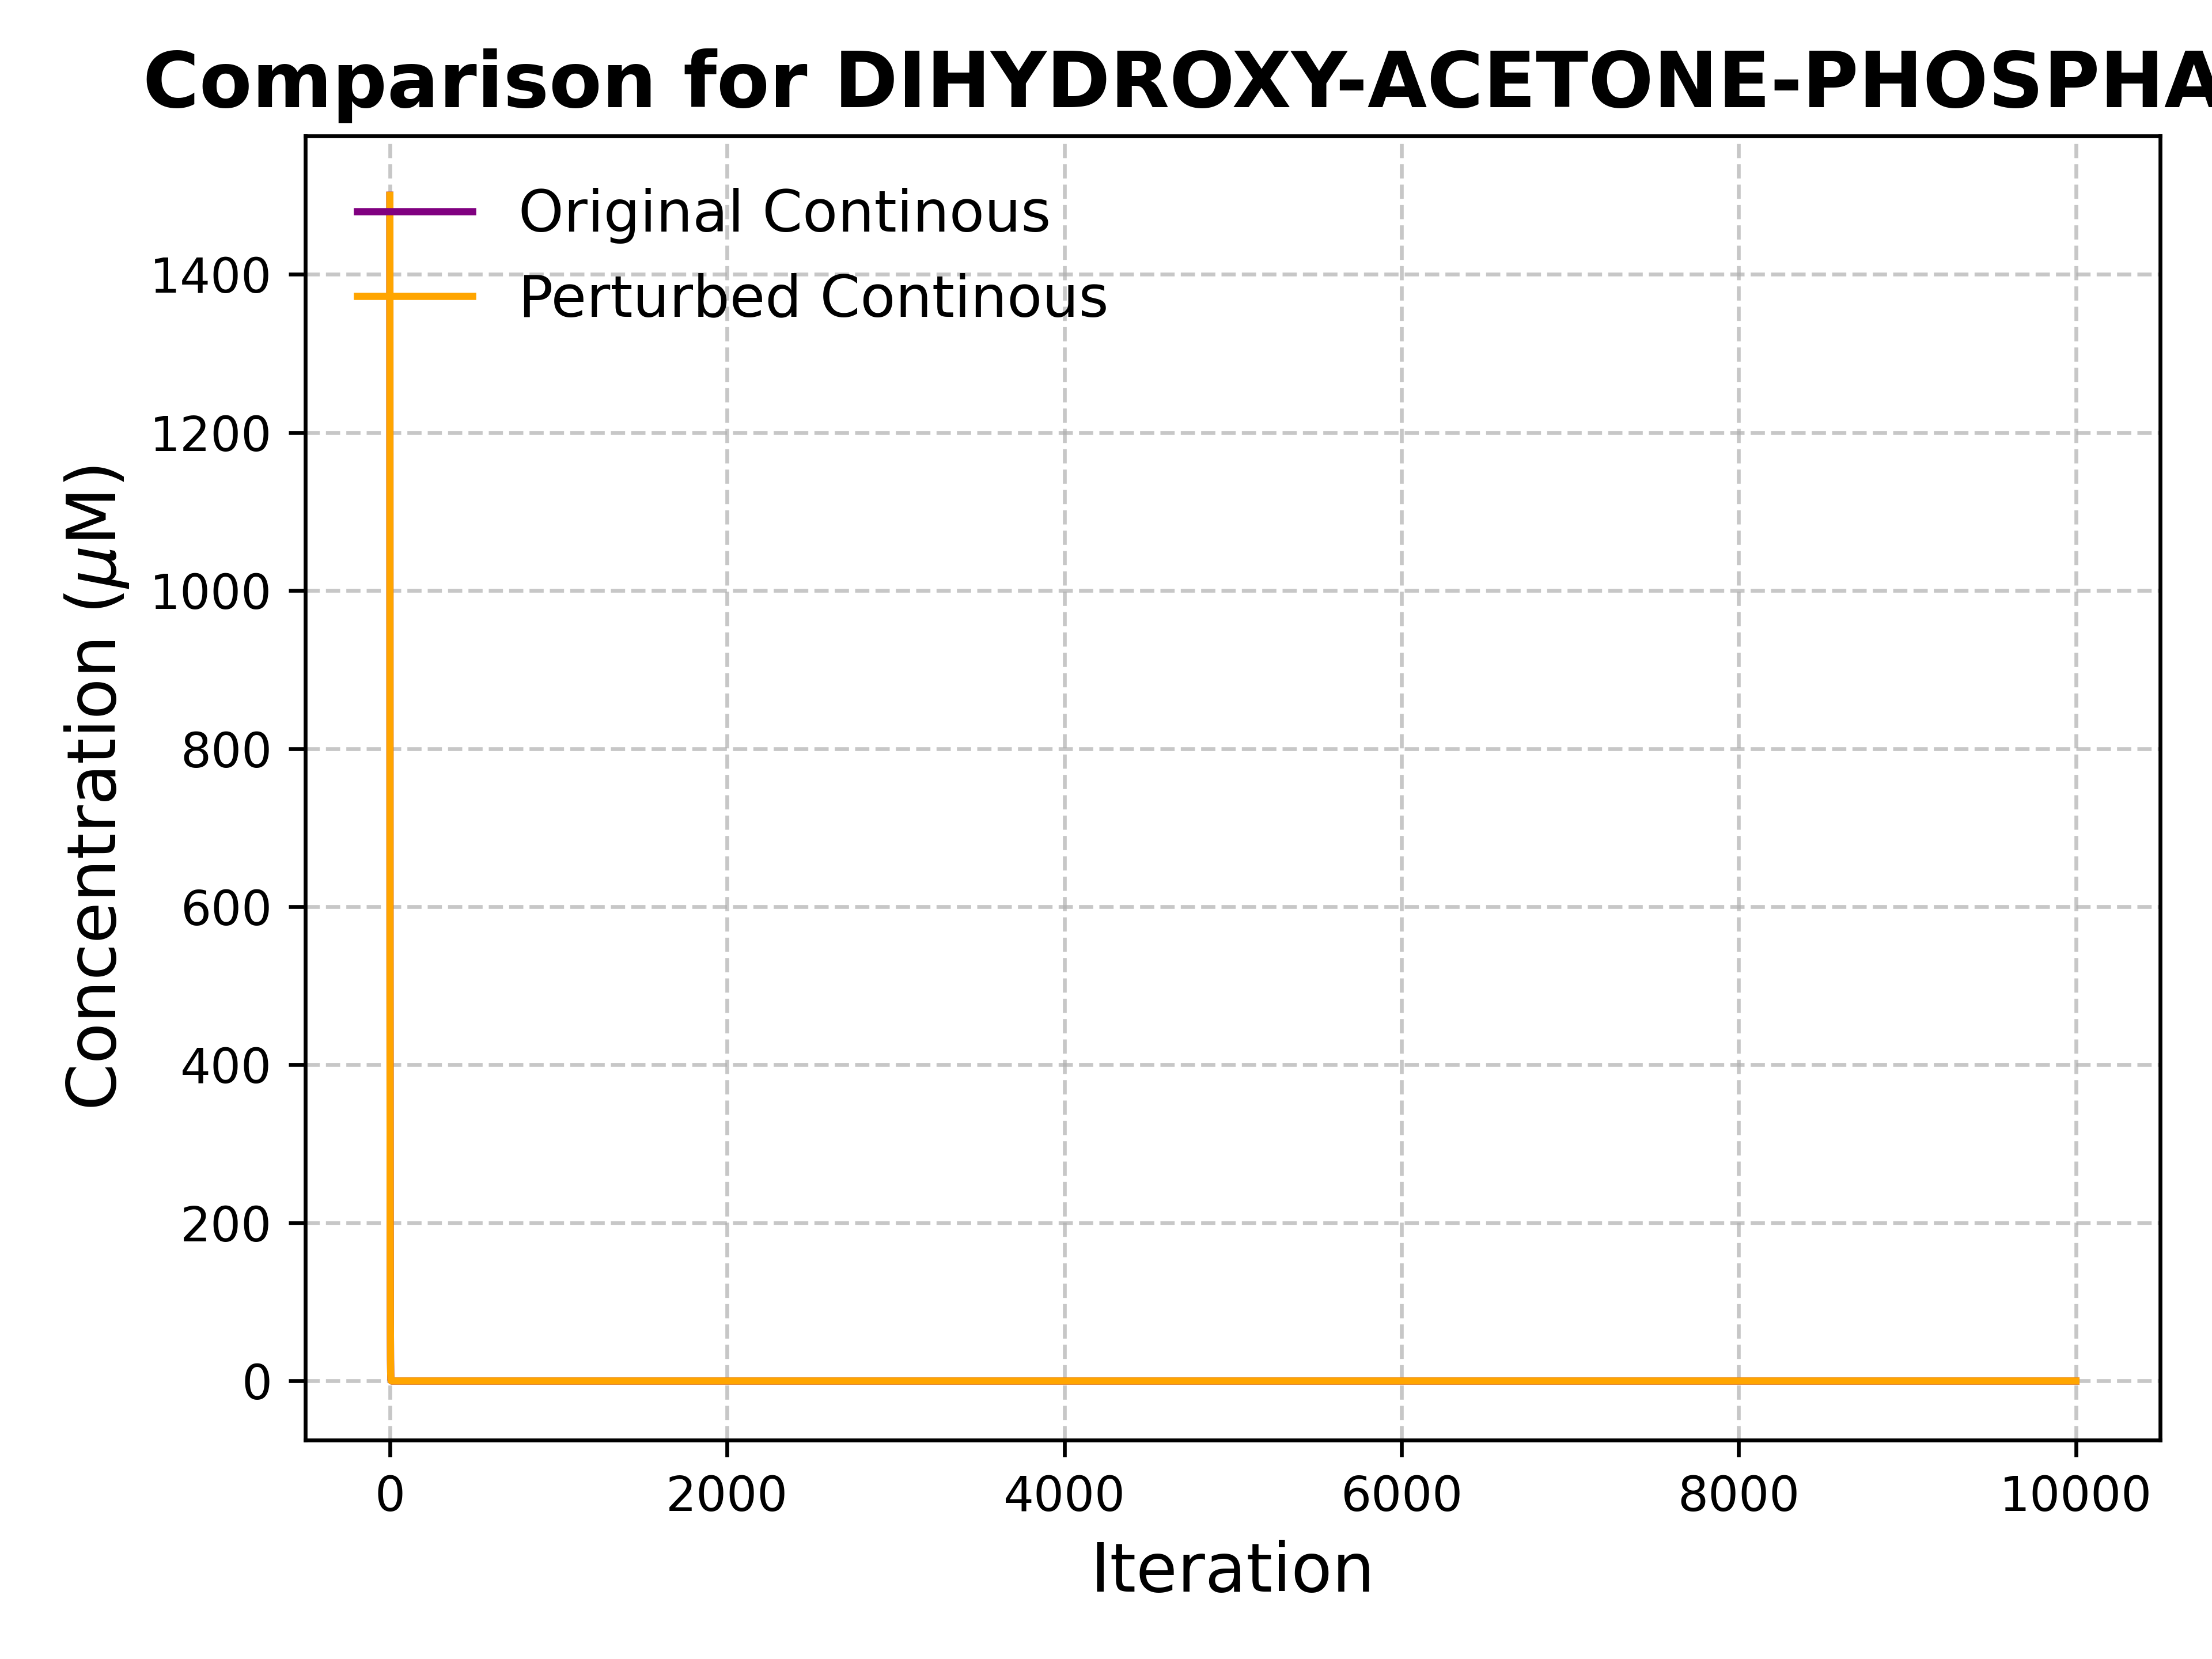 Comparison for DIHYDROXY-ACETONE-PHOSPHA
Original Continous
Perturbed Continous
Concentration (μM)
1400
1200
1000
800
600
400
200
0
0 2000 4000 6000 8000 10000
Iteration